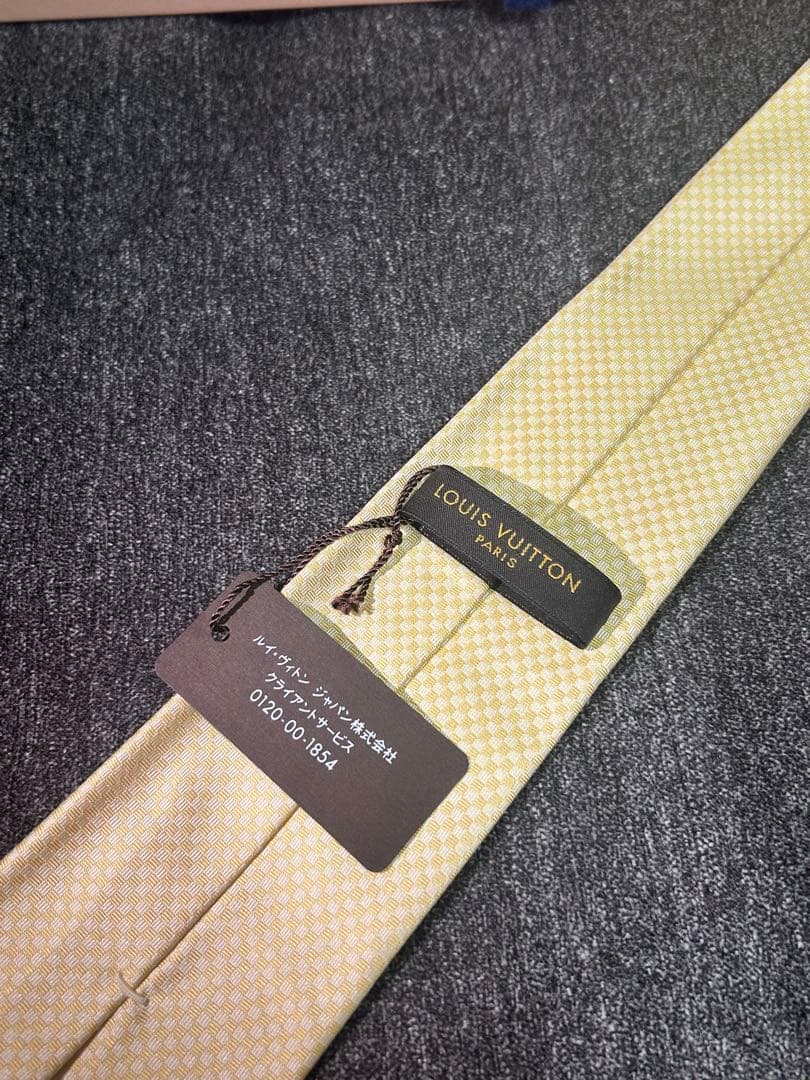 LOUIS VUITTON
PARIS
ルイ・ヴィトン ジャパン株式会社
クライアントサービス
0120-00-1854